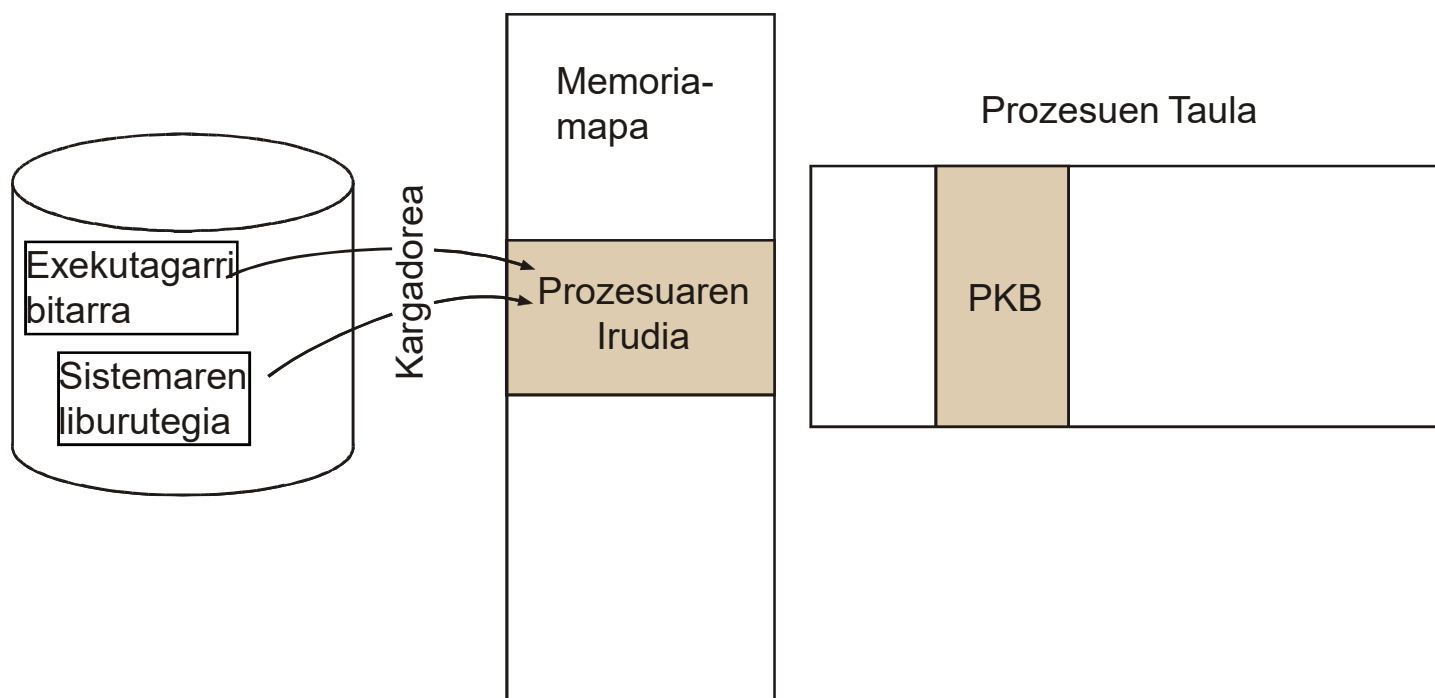 Memoria-
mapa
Prozesuen Taula
Exekutagarri
bitarra
Sistemaren
liburutegia
Kargadorea
Prozesuaren
Irudia
PKB